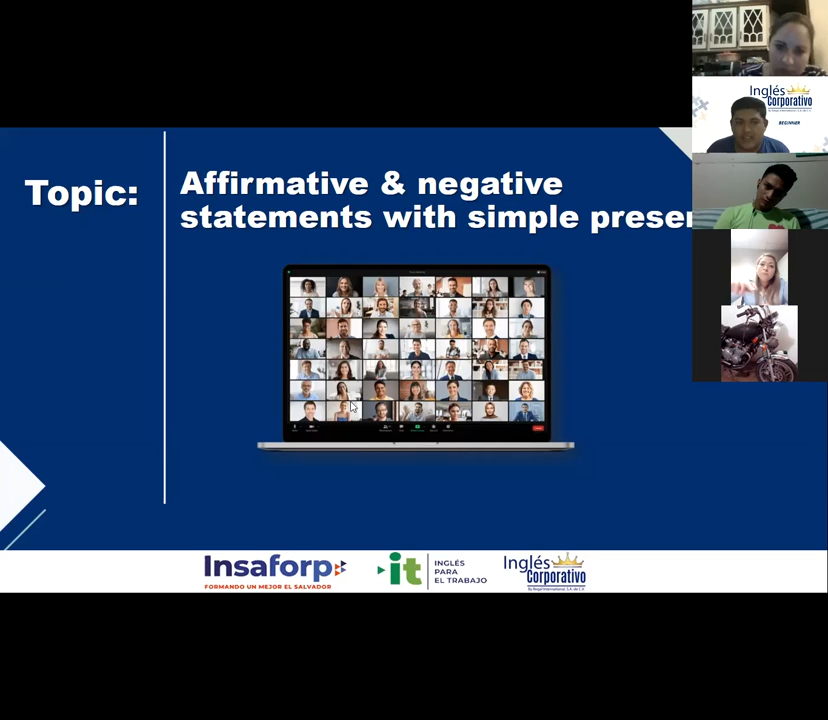 Topic:
Affirmative & negative
statements with simple presen
Inglés
Corporativo
BEGINNER
Insaforp
FORMANDO UN MEJOR EL SALVADOR
it
INGLÉS
PARA
EL TRABAJO
Inglés
Corporativo